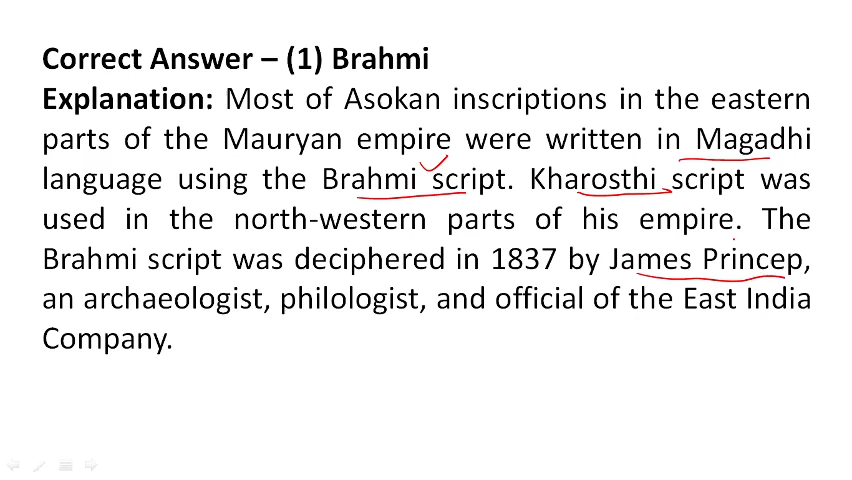 Correct Answer – (1) Brahmi
Explanation: Most of Asokan inscriptions in the eastern
parts of the Mauryan empire were written in Magadhi
language using the Brahmi script. Kharosthi script was
used in the north-western parts of his empire. The
Brahmi script was deciphered in 1837 by James Princep,
an archaeologist, philologist, and official of the East India
Company.